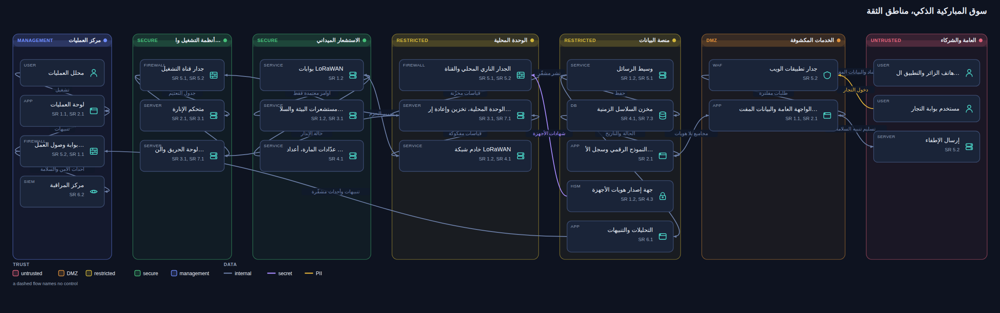 سوق المباركية الذكي، مناطق الثقة
العامة والشركاء
UNTRUSTED
USER
هاتف الزائر والتطبيق ال…
USER
مستخدم بوابة التجار
SERVER
إرسال الإطفاء
SR 5.2
والبيانات
دخول التجار
تسليم تنبيه السلامة
الخدمات المكشوفة
DMZ
WAF
جدار تطبيقات الويب
SR 5.2
طلبات مفلترة
APP
الواجهة العامة والبيانات المفت…
SR 1.1, SR 2.1
مجاميع بلا هويات
منصة البيانات
RESTRICTED
SERVICE
وسيط الرسائل
SR 1.2, SR 5.1
حفظ
DB
مخزن السلاسل الزمنية
SR 4.1, SR 7.3
الحالة والتاريخ
APP
النموذج الرقمي وسجل الأ…
SR 2.1
HSM
جهة إصدار هويات الأجهزة
SR 1.2, SR 4.3
APP
التحليلات والتنبيهات
SR 6.1
نشر مشفّر
شهادات الأجهزة
الوحدة المحلية
RESTRICTED
FIREWALL
الجدار الناري المحلي والقناة
SR 5.1, SR 5.2
قياسات مخزّنة
SERVER
الوحدة المحلية، تخزين وإعادة إر…
SR 3.1, SR 7.1
قياسات مفكوكة
SERVICE
خادم شبكة LoRaWAN
SR 1.2, SR 4.1
تمرير الحزم
الاستشعار الميداني
SECURE
SERVICE
بوابات LoRaWAN
SR 1.2
أوامر معتمدة فقط
SERVICE
مستشعرات البيئة والسلا…
SR 1.2, SR 3.1
حالة الإنذار
SERVICE
عدّادات المارة، أعداد …
SR 4.1
تنبيهات وأحداث مشفّرة
أنظمة التشغيل وا…
SECURE
FIREWALL
جدار قناة التشغيل
SR 5.1, SR 5.2
جدول التعتيم
SERVER
متحكم الإنارة
SR 2.1, SR 3.1
SERVER
لوحة الحريق والن…
SR 3.1, SR 7.1
مركز العمليات
MANAGEMENT
USER
محلل العمليات
تشغيل
APP
لوحة العمليات
SR 1.1, SR 2.1
تنبيهات
FIREWALL
بوابة وصول العمل…
SR 5.2, SR 1.1
أحداث الأمن والسلامة
SIEM
مركز المراقبة
SR 6.2
TRUST
untrusted
DMZ
restricted
secure
management
DATA
internal
secret
PII
a dashed flow names no control